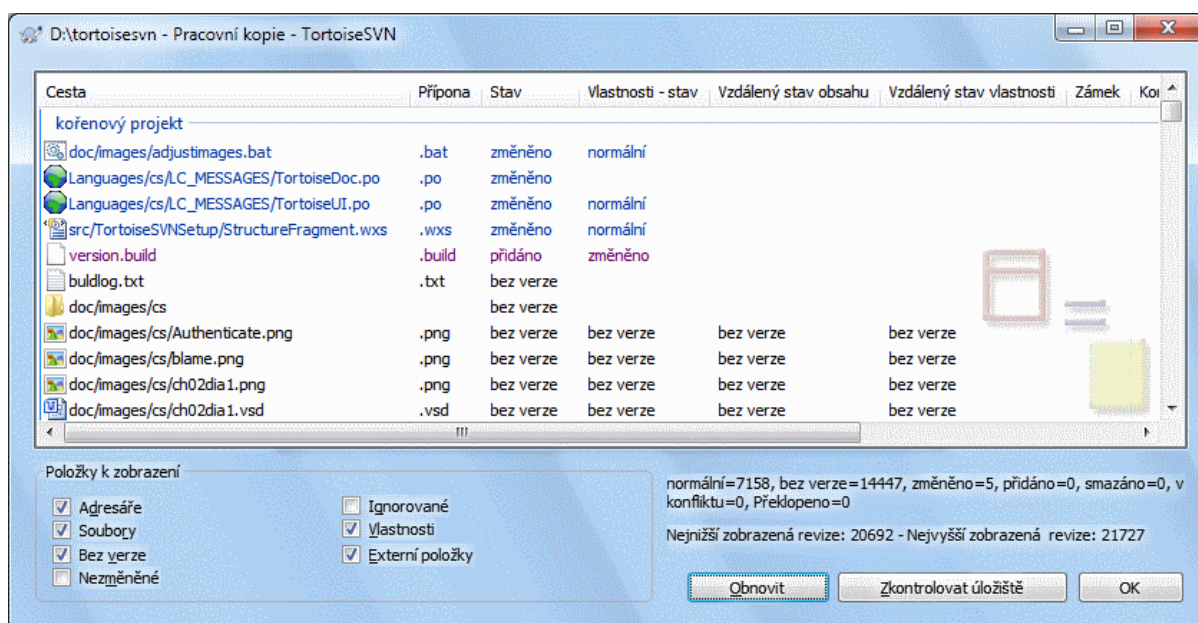 D:\tortoisesvn - Pracovní kopie - TortoiseSVN
Cesta Přípona Stav Vlastnosti - stav Vzdálený stav obsahu Vzdálený stav vlastnosti Zámek
kořenový projekt
doc/images/adjustimages.bat .bat změněno normální
Languages/cs/LC_MESSAGES/TortoiseDoc.po .po změněno
Languages/cs/LC_MESSAGES/TortoiseUI.po .po změněno normální
src/TortoiseSVNSetup/StructureFragment.wxs .wxs změněno normální
version.build .build přidáno změněno
buldlog.txt .txt bez verze
doc/images/cs bez verze
doc/images/cs/Authenticate.png .png bez verze bez verze bez verze bez verze
doc/images/cs/blame.png .png bez verze bez verze bez verze bez verze
doc/images/cs/ch02dia1.png .png bez verze bez verze bez verze bez verze
doc/images/cs/ch02dia1.vsd .vsd bez verze bez verze bez verze bez verze
Položky k zobrazení
Adresáře
Soubory
Bez verze
Nezměněné
Ignorované
Vlastnosti
Externí položky
normální=7158, bez verze=14447, změněno=5, přidáno=0, smazáno=0, v
konfliktu=0, Překlopeno=0
Nejnižší zobrazená revize: 20692 - Nejvyšší zobrazená revize: 21727
Obnovit Zkontrolovat úložiště OK